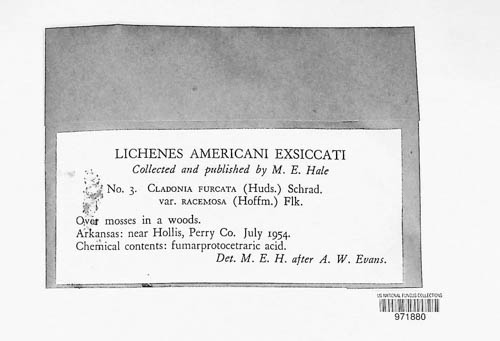 LICHENES AMERICANI EXSICCATI
Collected and published by M. E. Hale
No. 3. CLADONIA FURCATA (Huds.) Schrad.
var. RACEMOSA (Hoffm.) Flk.
Over mosses in a woods.
Arkansas: near Hollis, Perry Co. July 1954.
Chemical contents: fumarprotocetraric acid.
Det. M. E. H. after A. W. Evans.
US NATIONAL FUNGUS COLLECTIONS
971880